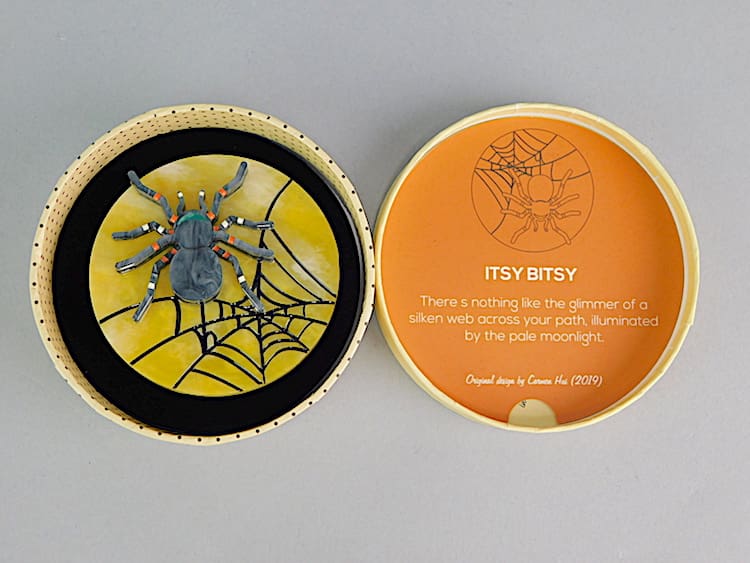 ITSY BITSY
There s nothing like the glimmer of a
silken web across your path, illuminated
by the pale moonlight.
Original design by Carmen Hui (2019)